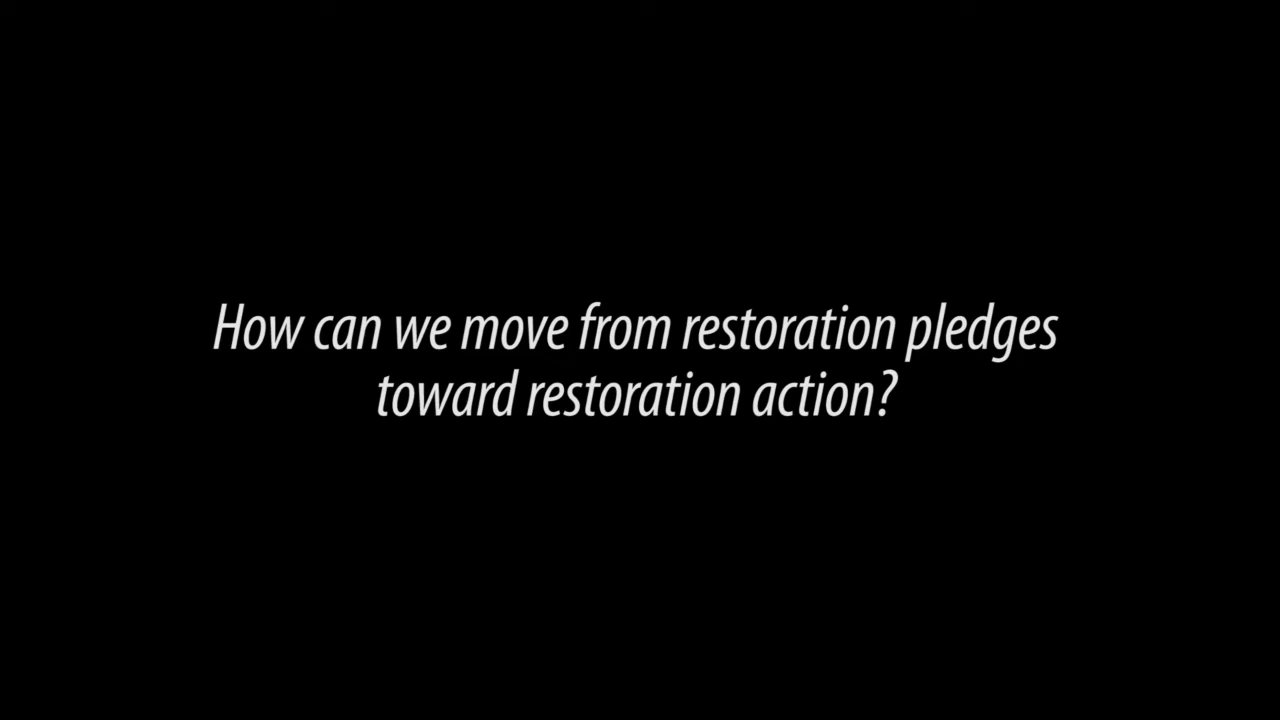 How can we move from restoration pledges
toward restoration action?